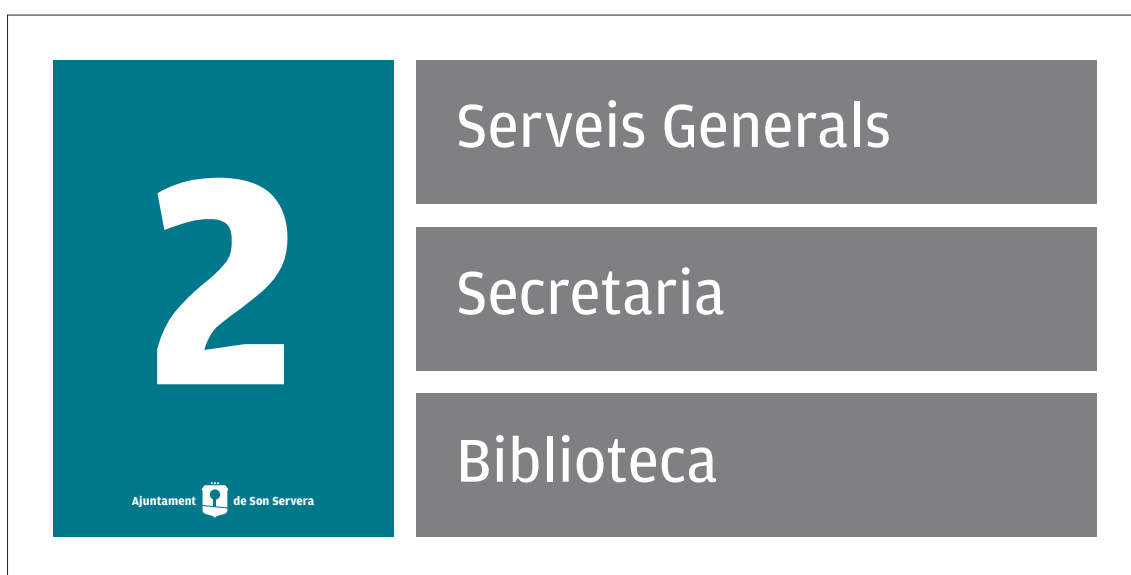 2
Ajuntament de Son Servera
Serveis Generals
Secretaria
Biblioteca